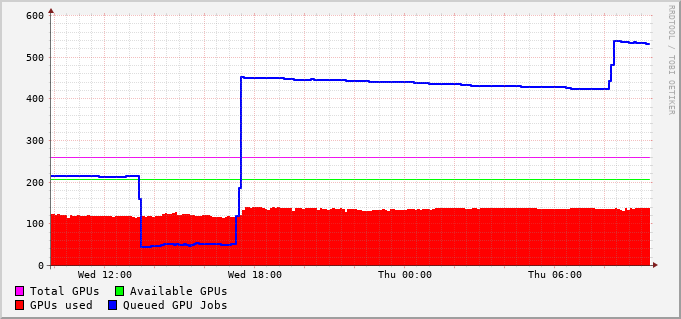 600
500
400
300
200
100
0
Wed 12:00 Wed 18:00 Thu 00:00 Thu 06:00
Total GPUs Available GPUs
GPUs used Queued GPU Jobs
RRDTOOL / TOBI OETIKER